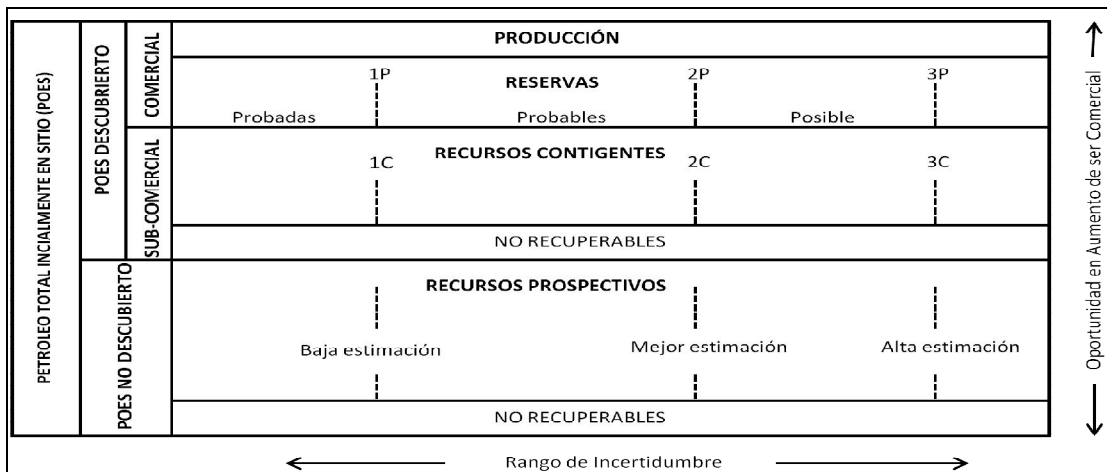 PETROLEO TOTAL INCIALMENTE EN SITIO (POES)
POES DESCUBRIERTO
COMERCIAL
PRODUCCIÓN
1P
2P
3P
RESERVAS
Probadas
Probables
Posible
SUB-COMERCIAL
RECURSOS CONTIGENTES
1C
2C
3C
NO RECUPERABLES
POES NO DESCUBIERTO
RECURSOS PROSPECTIVOS
Baja estimación
Mejor estimación
Alta estimación
NO RECUPERABLES
Rango de Incertidumbre
Oportunidad en Aumento de ser Comercial